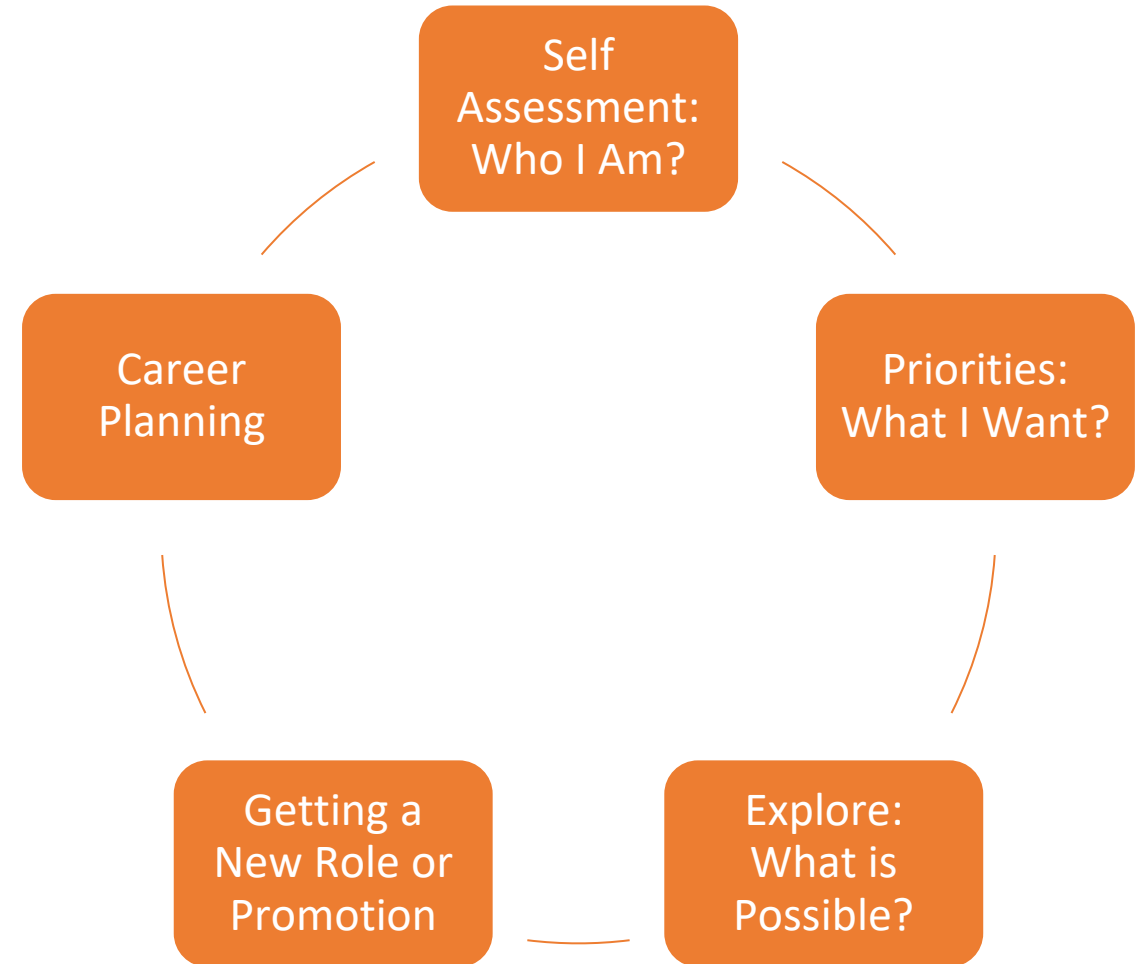 Self
Assessment:
Who I Am?
Priorities:
What I Want?
Explore:
What is
Possible?
Getting a
New Role or
Promotion
Career
Planning